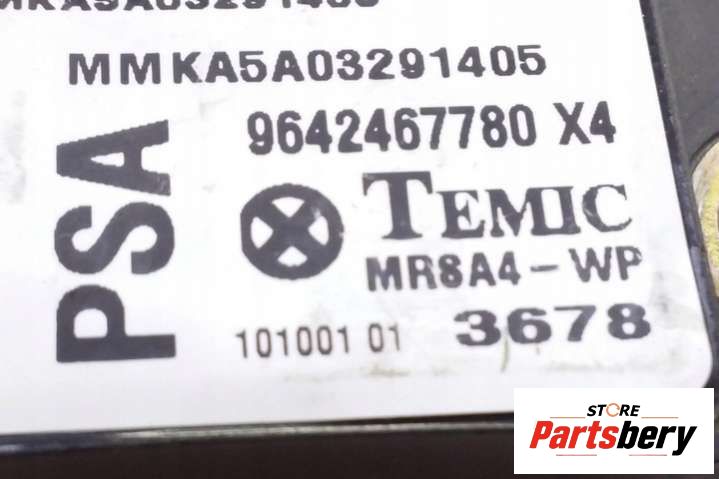 MMKA5A03291405
PSA
9642467780 X4
TEMIC
MR8A4-WP
101001 01 3678
STORE
Partsbery